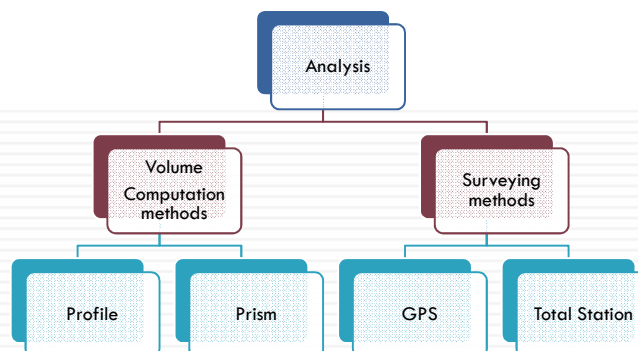 Analysis
Volume
Computation
methods
Surveying
methods
Profile
Prism
GPS
Total Station